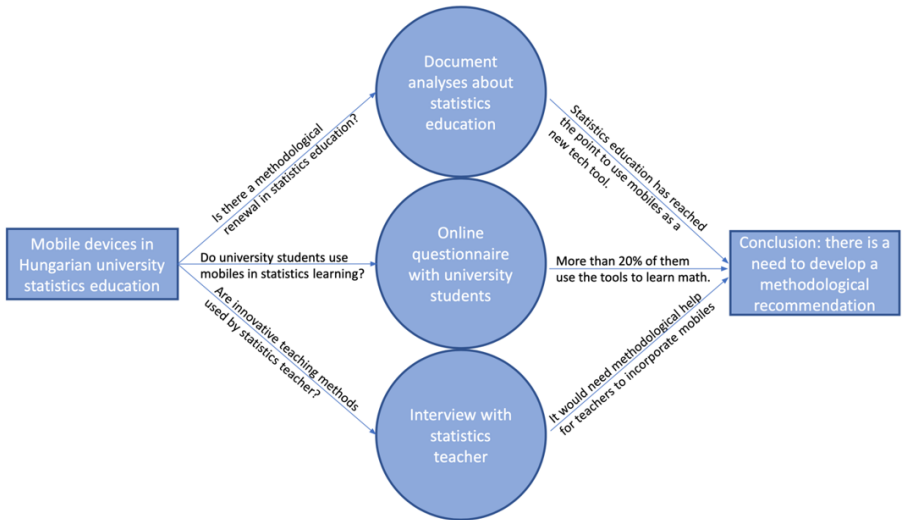 Document
analyses about
statistics
education
Is there a methodological
renewal in statistics education?
Statistics education has reached
the point to use mobiles as a
new tech tool.
Mobile devices in
Hungarian university
statistics education
Do university students use
mobiles in statistics learning?
Online
questionnaire
with university
students
More than 20% of them
use the tools to learn math.
Conclusion: there is a
need to develop a
methodological
recommendation
Are innovative teaching methods
used by statistics teacher?
Interview with
statistics
teacher
It would need methodological help
for teachers to incorporate mobiles